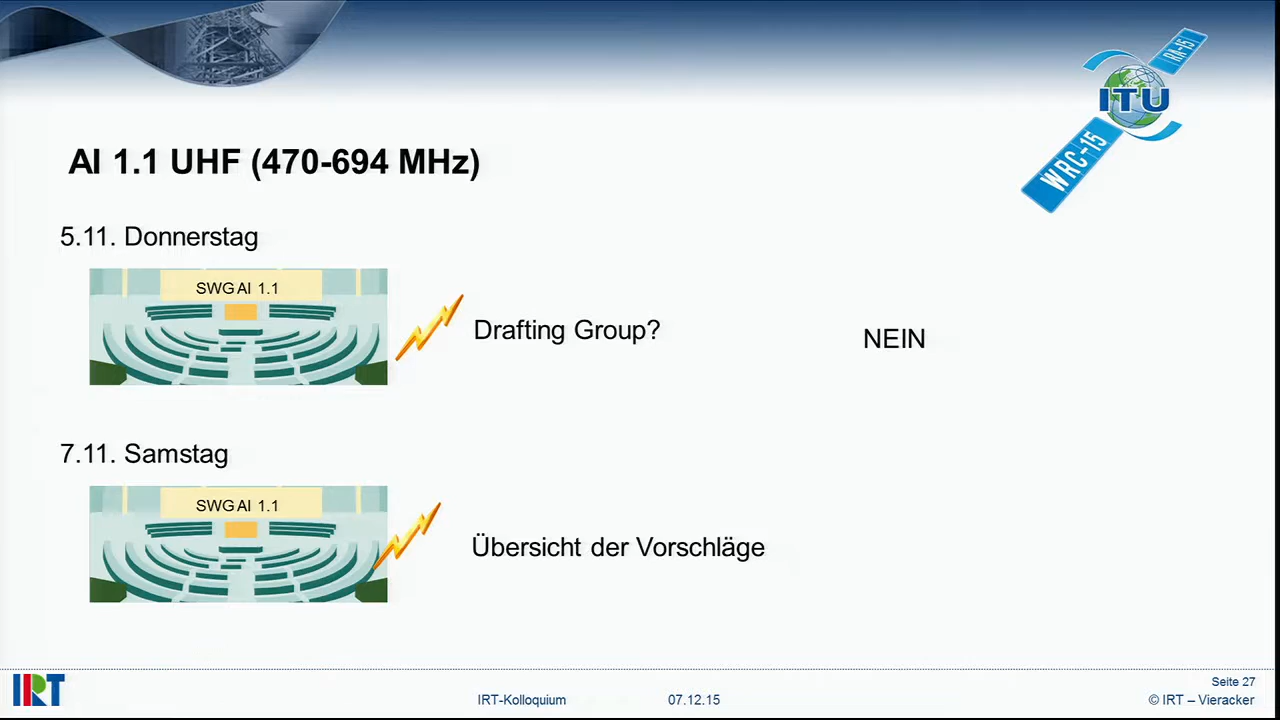 RA-15
ITU
WRC-15
AI 1.1 UHF (470-694 MHz)
5.11. Donnerstag
SWG AI 1.1
Drafting Group?
NEIN
7.11. Samstag
SWG AI 1.1
Übersicht der Vorschläge
IRT
IRT-Kolloquium
07.12.15
Seite 27
© IRT – Vieracker